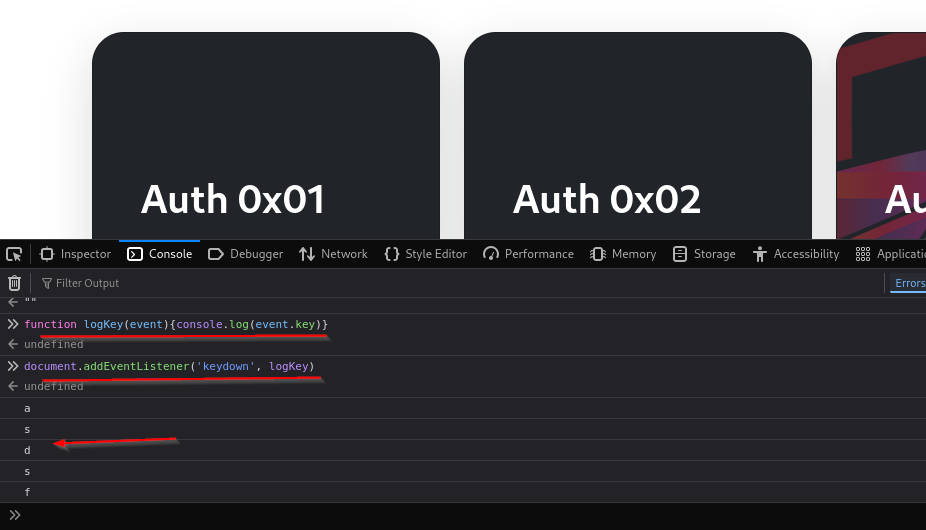 Auth 0x01
Auth 0x02
Au
Inspector
Console
Debugger
Network
Style Editor
Performance
Memory
Storage
Accessibility
Applicati
Filter Output
Errors
""
function logKey(event){console.log(event.key)}
undefined
document.addEventListener('keydown', logKey)
undefined
a
s
d
s
f